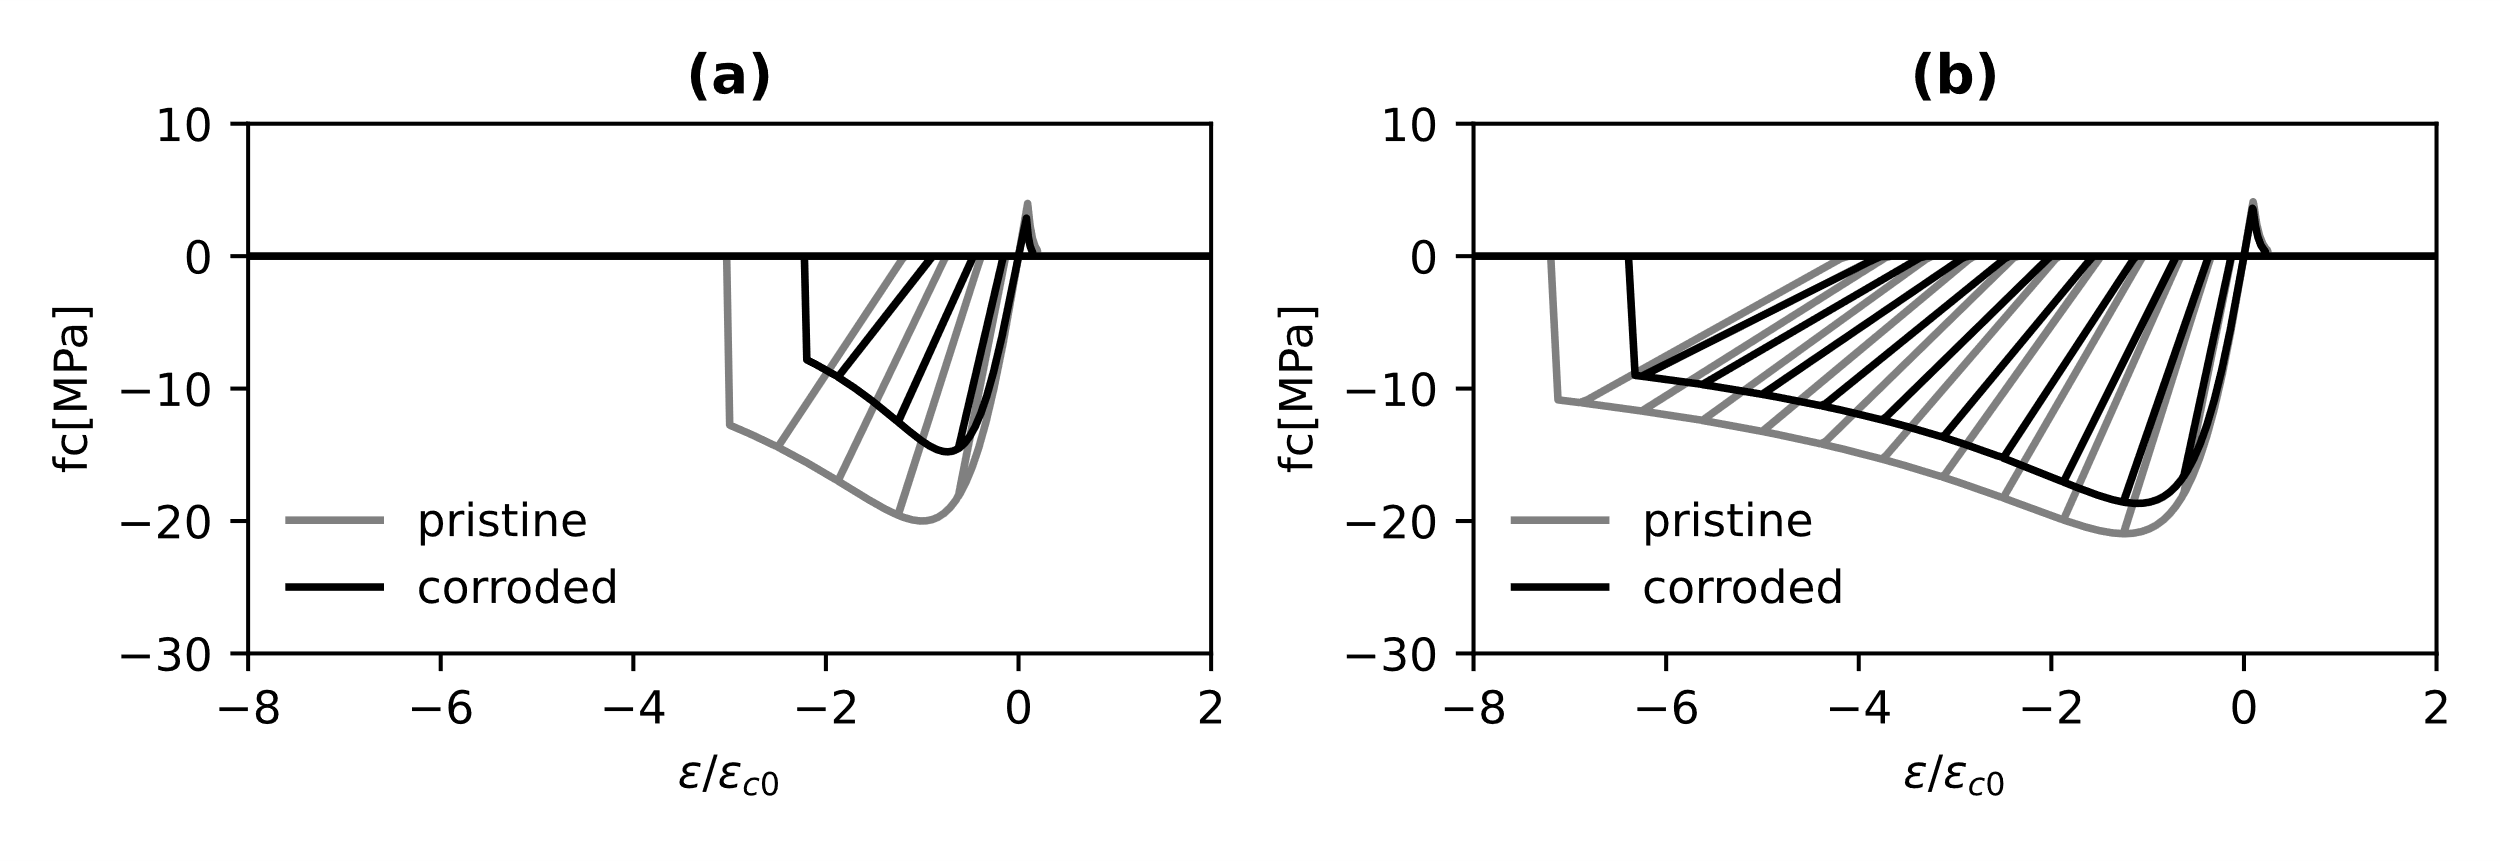 (a)
10
0
−10
−20
−30
fc[MPa]
pristine
corroded
−8 −6 −4 −2 0 2
ε/εc0
(b)
10
0
−10
−20
−30
fc[MPa]
pristine
corroded
−8 −6 −4 −2 0 2
ε/εc0